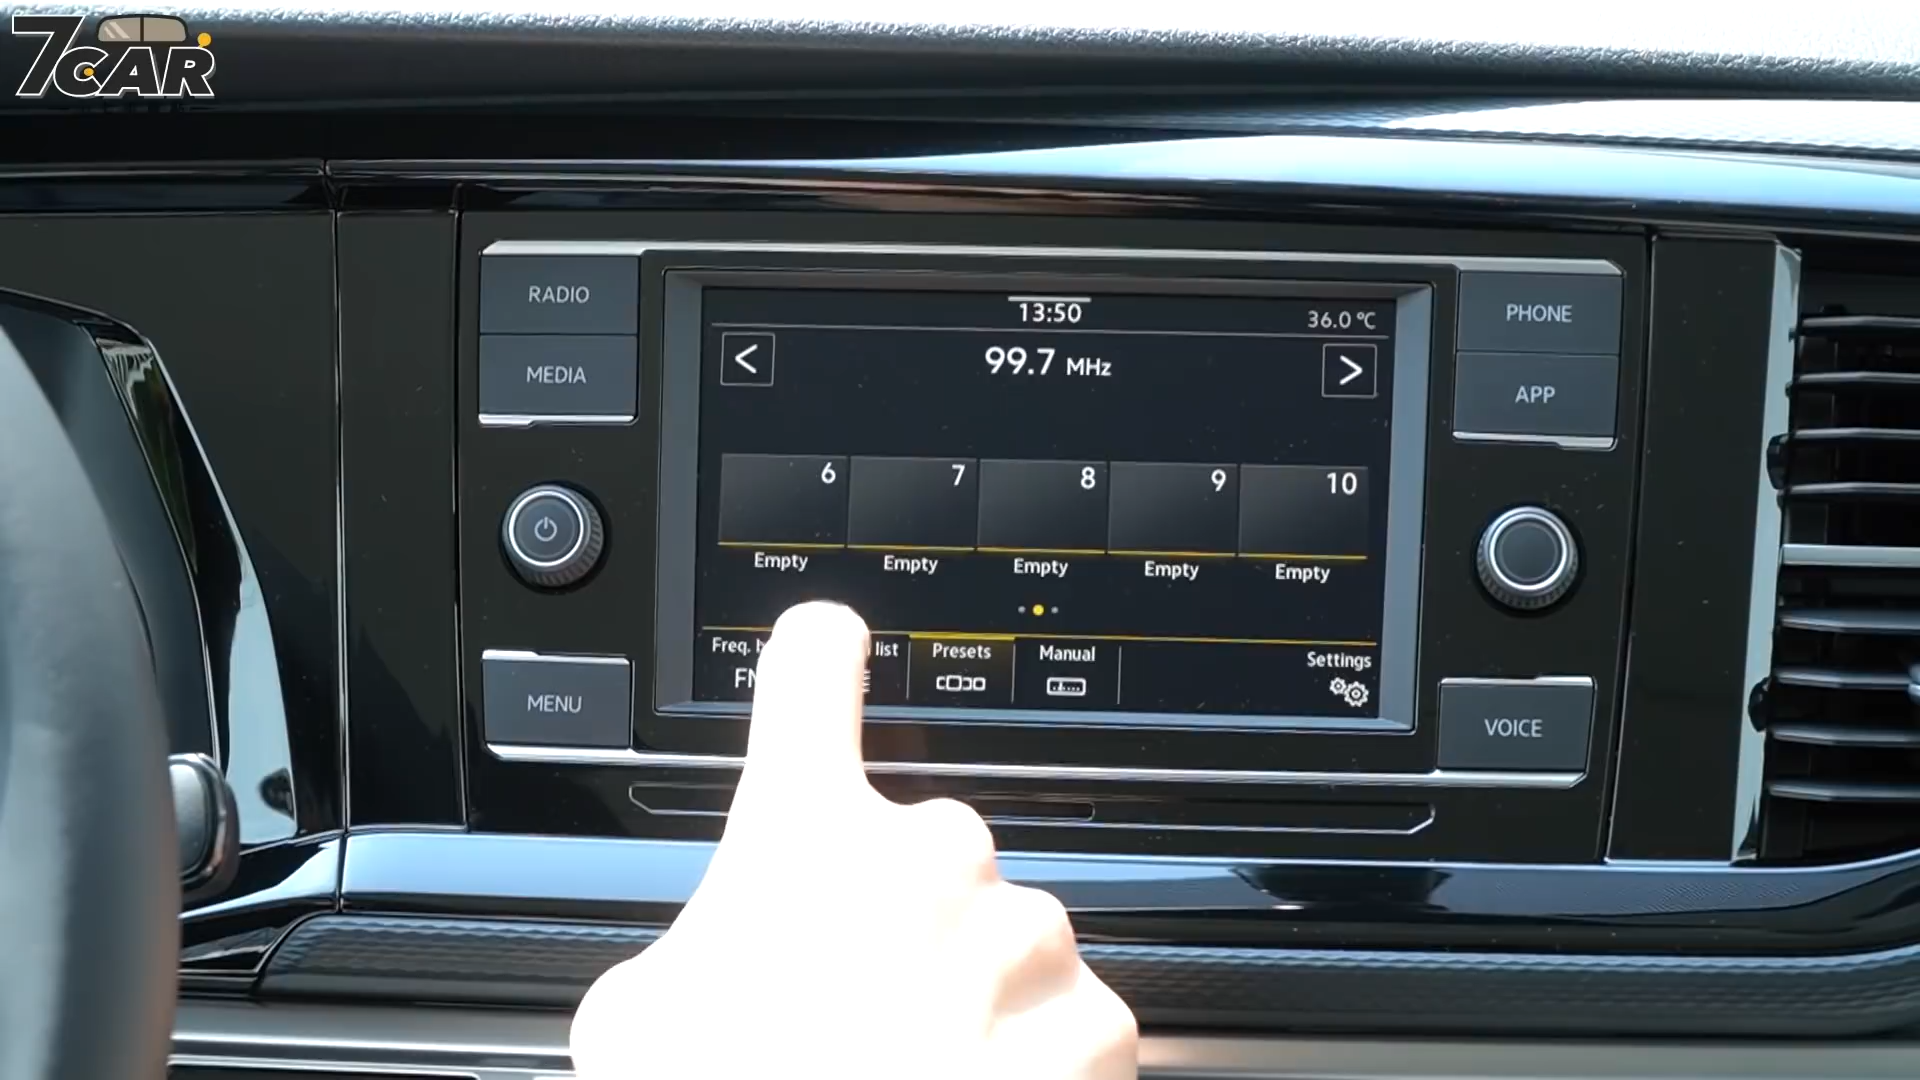 7CAR
RADIO
MEDIA
MENU
13:50
36.0 °C
<
99.7 MHz
>
6
7
8
9
10
Empty
Empty
Empty
Empty
Empty
Freq.
list
Presets
Manual
Settings
PHONE
APP
VOICE